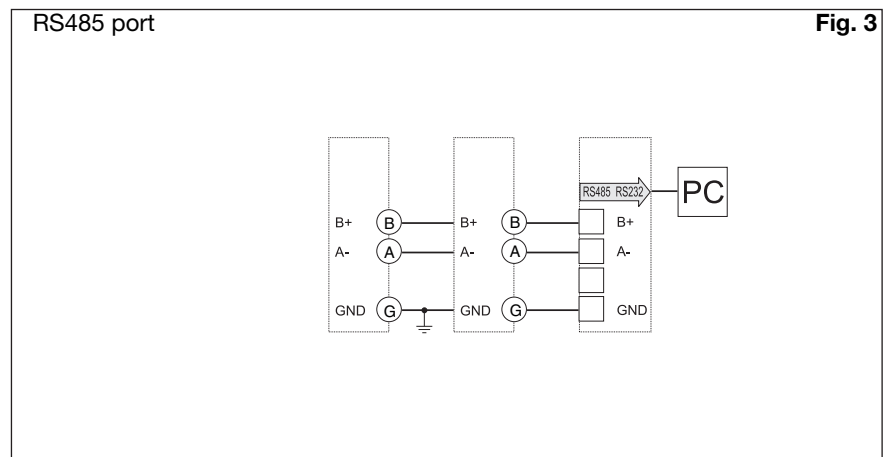 RS485 port Fig. 3
RS485 RS232 PC
B+ B B+ B B+
A- A A- A A-
GND G GND G GND